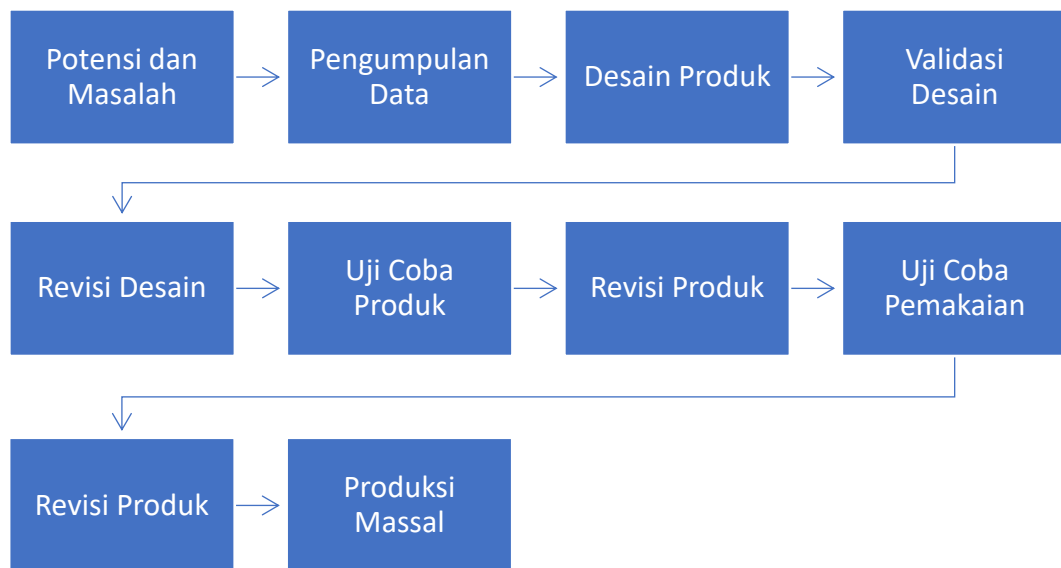 Potensi dan
Masalah
Pengumpulan
Data
Desain Produk
Validasi
Desain
Revisi Desain
Uji Coba
Produk
Revisi Produk
Uji Coba
Pemakaian
Revisi Produk
Produksi
Massal